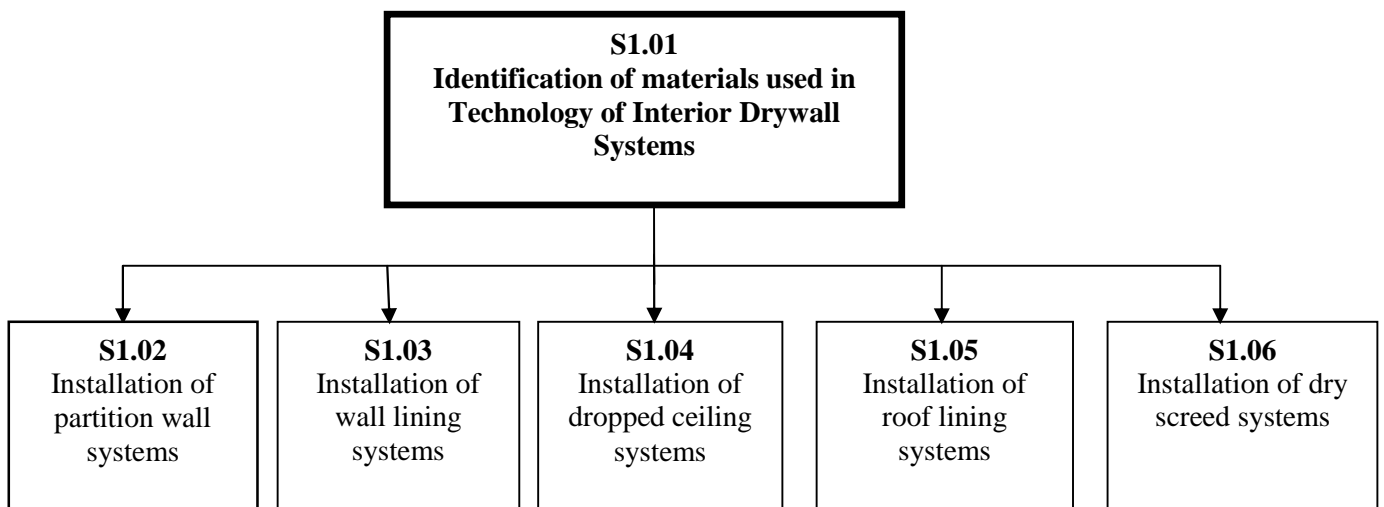 S1.01
Identification of materials used in
Technology of Interior Drywall
Systems
S1.02
Installation of
partition wall
systems
S1.03
Installation of
wall lining
systems
S1.04
Installation of
dropped ceiling
systems
S1.05
Installation of
roof lining
systems
S1.06
Installation of dry
screed systems